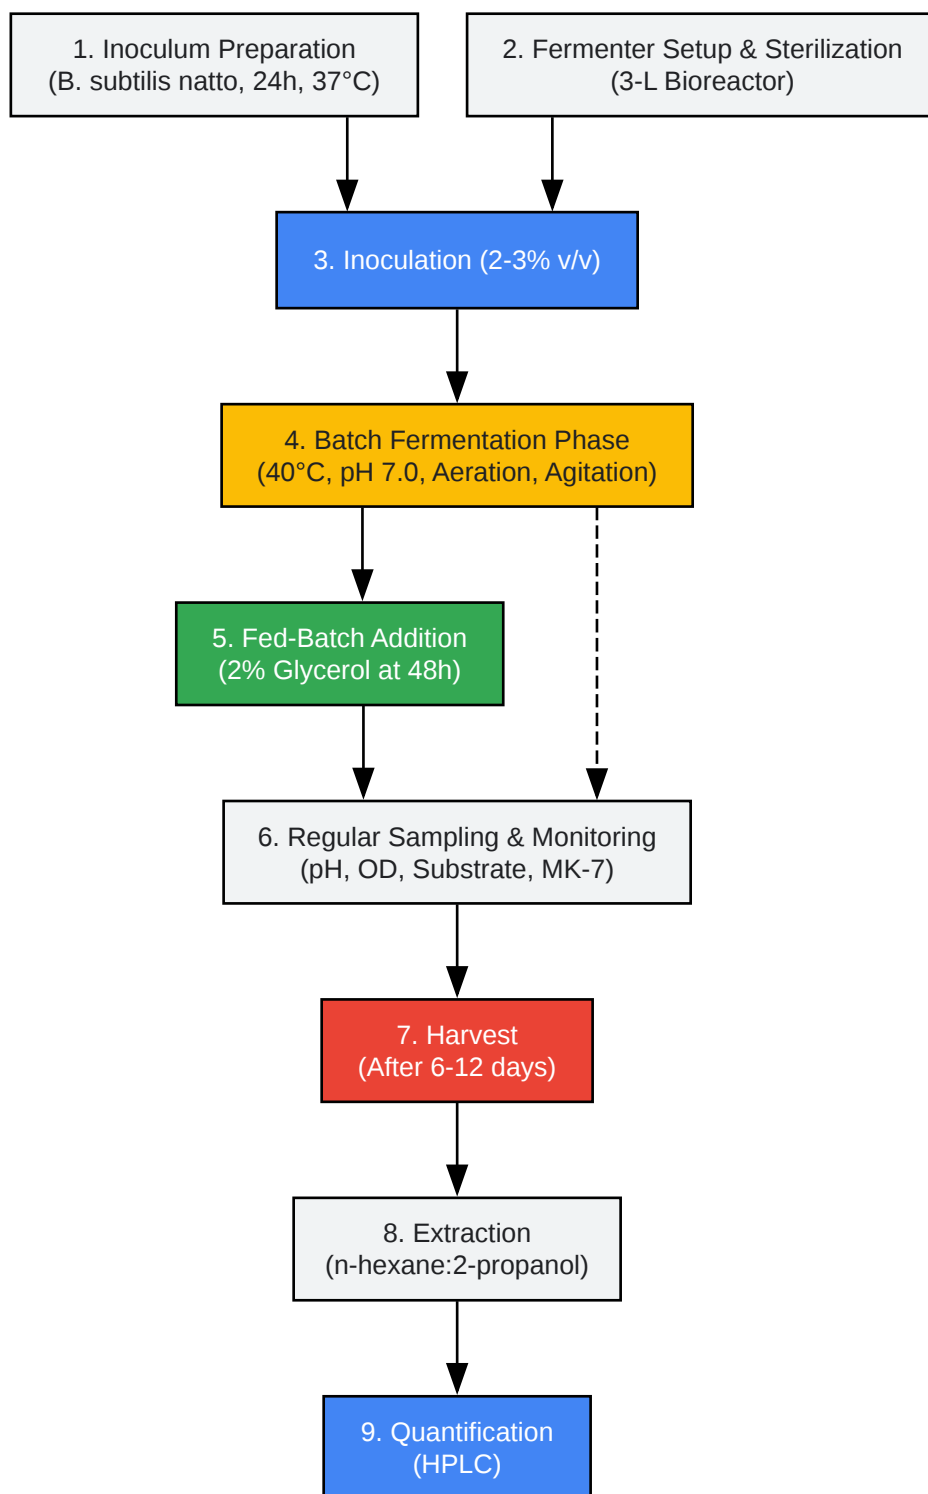 1. Inoculum Preparation
(B. subtilis natto, 24h, 37°C)
2. Fermenter Setup & Sterilization
(3-L Bioreactor)
3. Inoculation (2-3% v/v)
4. Batch Fermentation Phase
(40°C, pH 7.0, Aeration, Agitation)
5. Fed-Batch Addition
(2% Glycerol at 48h)
6. Regular Sampling & Monitoring
(pH, OD, Substrate, MK-7)
7. Harvest
(After 6-12 days)
8. Extraction
(n-hexane:2-propanol)
9. Quantification
(HPLC)